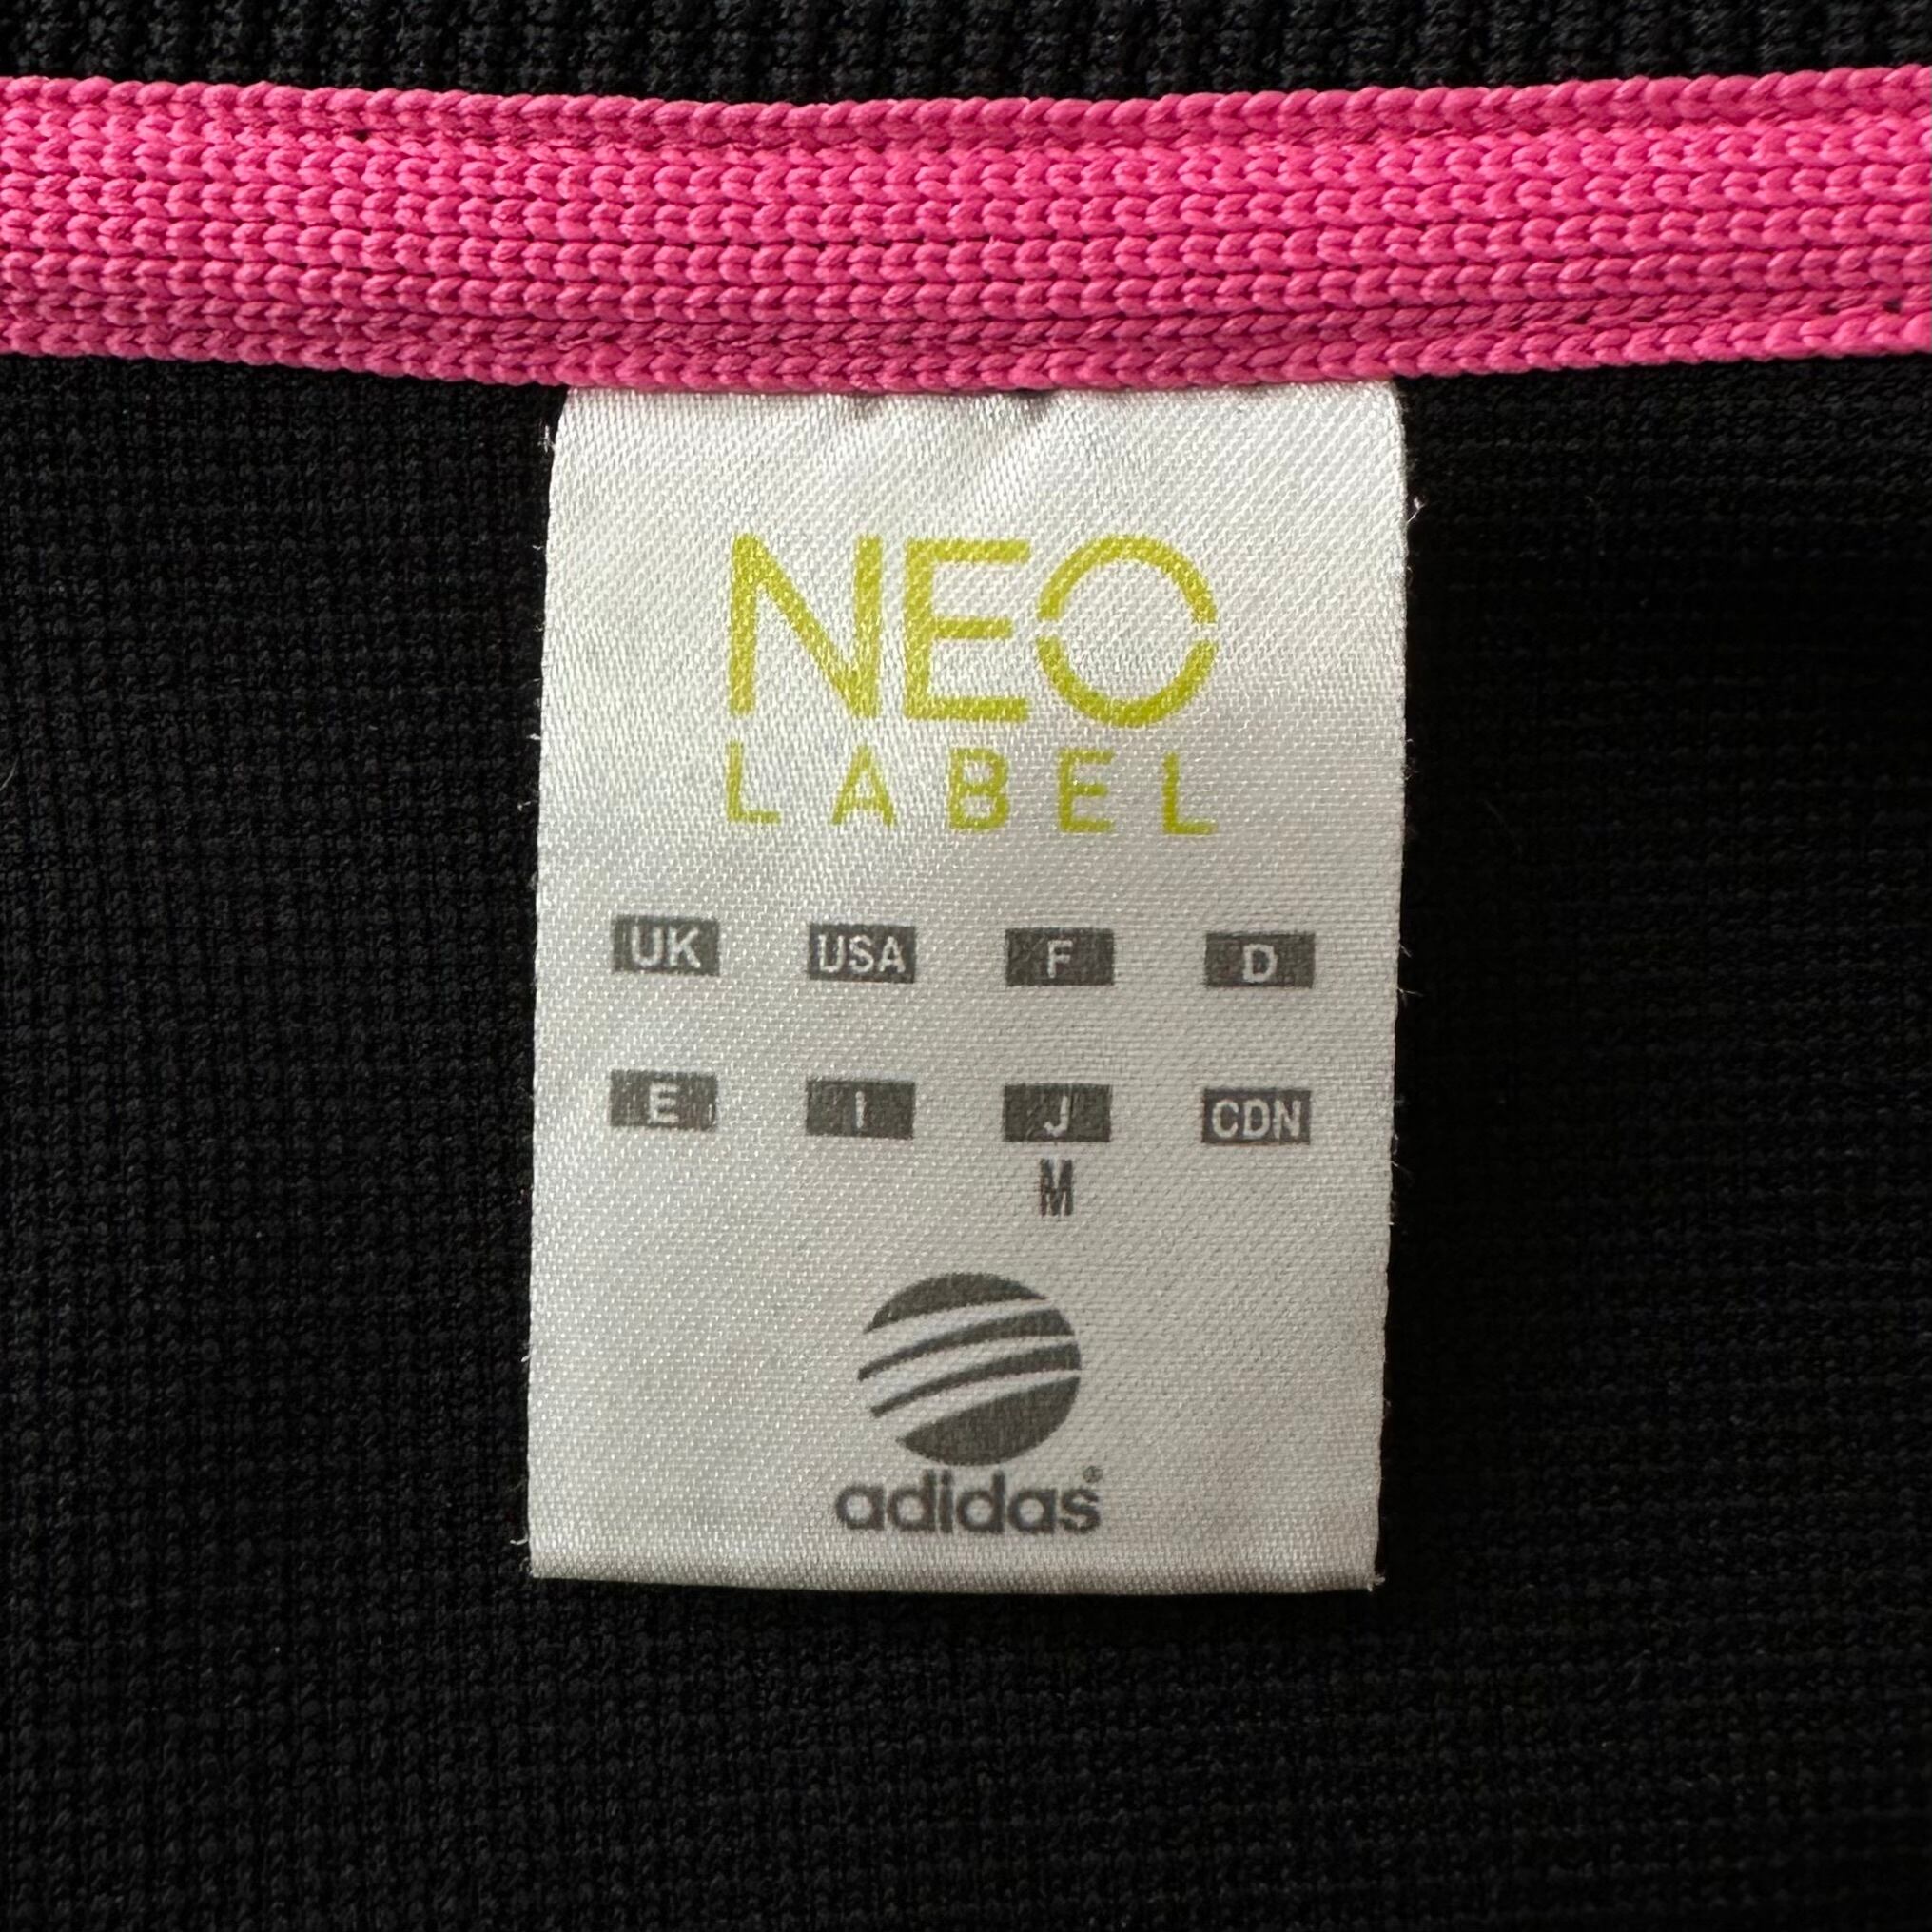 NEO
LABEL
UK USA F D
E I J CDN
M
adidas®